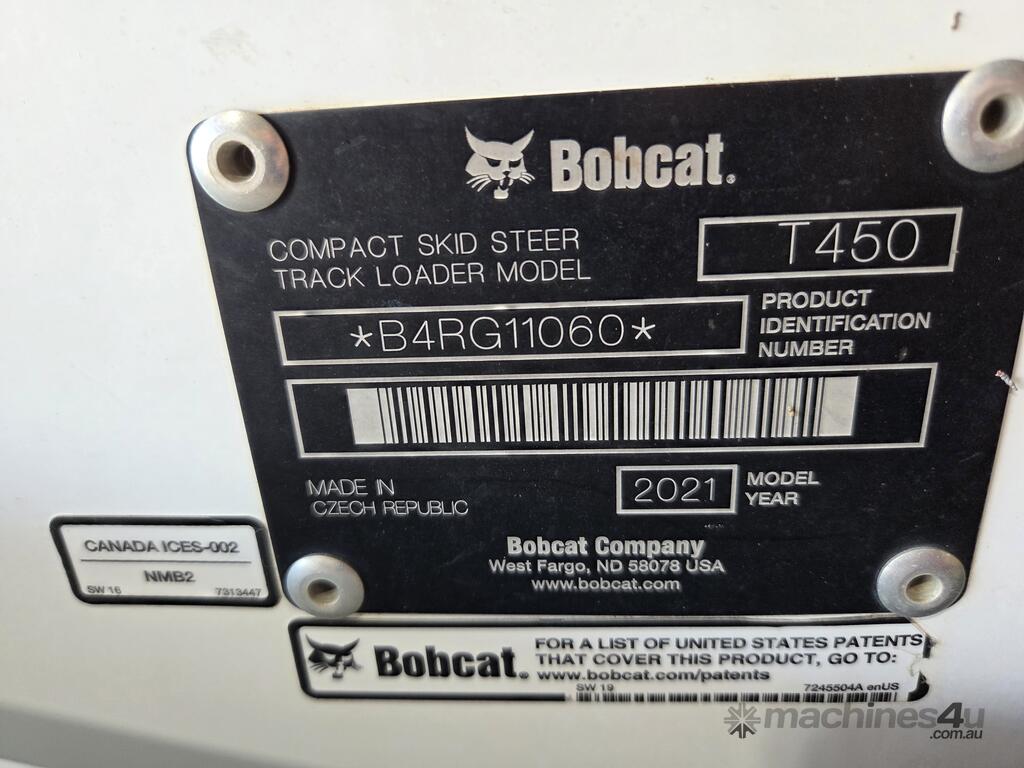 Bobcat®
COMPACT SKID STEER
TRACK LOADER MODEL
T450
*B4RG11060*
PRODUCT
IDENTIFICATION
NUMBER
MADE IN
CZECH REPUBLIC
2021
MODEL
YEAR
Bobcat Company
West Fargo, ND 58078 USA
www.bobcat.com
CANADA ICES-002
NMB2
SW 16 7313447
Bobcat®
FOR A LIST OF UNITED STATES PATENTS
THAT COVER THIS PRODUCT, GO TO:
www.bobcat.com/patents
SW 19 7245504A enUS
machines4u
.com.au